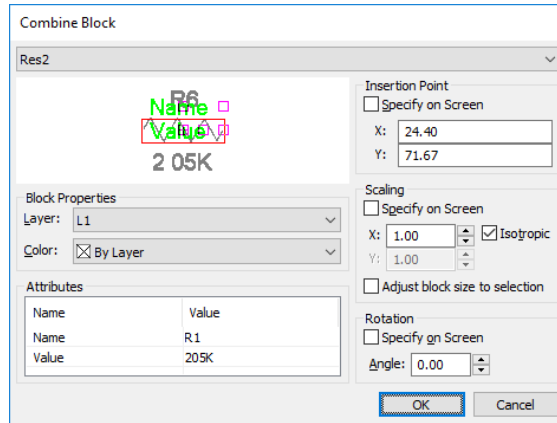 Combine Block
Res2
R6
Name
Value
2 05K
Block Properties
Layer: L1
Color: By Layer
Attributes
Name Value
Name R1
Value 205K
Insertion Point
Specify on Screen
X: 24.40
Y: 71.67
Scaling
Specify on Screen
X: 1.00 Isotropic
Y: 1.00
Adjust block size to selection
Rotation
Specify on Screen
Angle: 0.00
OK Cancel